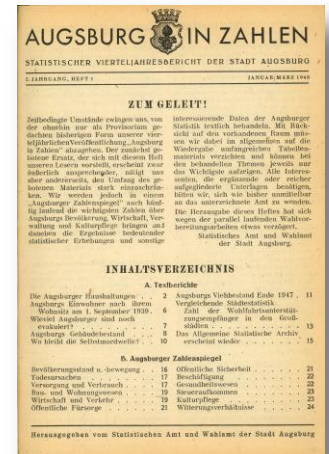 AUGSBURG IN ZAHLEN
STATISTISCHER VIERTELJAHRESBERICHT DER STADT AUGSBURG
2. JAHRGANG, HEFT 1
JANUAR/MÄRZ 1948
ZUM GELEIT!
Zeitbedingte Umstände zwingen uns, von
der ohnehin nur als Provisorium ge-
dachten bisherigen Form unserer vier-
teljährlichen Veröffentlichung „Augsburg
in Zahlen" abzugehen. Der zunächst ge-
botene Ersatz, der sich mit diesem Heft
unseren Lesern vorstellt, erscheint zwar
äußerlich ansprechender, nötigt uns
aber andererseits, den Umfang des ge-
botenen Materials stark einzuschrän-
ken. Wir werden jedoch in einem
„Augsburger Zahlenspiegel" auch künf-
tig laufend die wichtigsten Zahlen über
Augsburgs Bevölkerung, Wirtschaft, Ver-
waltung und Kulturpflege bringen und
daneben die Ergebnisse bedeutender
statistischer Erhebungen und sonstige
interessierende Daten der Augsburger
Statistik textlich behandeln. Mit Rück-
sicht auf den vorhandenen Raum müs-
sen wir dabei im allgemeinen auf die
Wiedergabe umfangreichen Tabellen-
materials verzichten und können bei
den behandelten Themen jeweils nur
das Wichtigste aufzeigen. Alle Interes-
senten, die ergänzende oder reicher
aufgegliederte Unterlagen benötigen,
bitten wir, sich wie bisher unmittelbar
an das unterzeichnete Amt zu wenden.
Die Herausgabe dieses Heftes hat sich
wegen der parallel laufenden Wahlvor-
bereitungsarbeiten etwas verzögert.
Statistisches Amt und Wahlamt
der Stadt Augsburg.
INHALTSVERZEICHNIS
A. Textberichte
Die Augsburger Haushaltungen . . 2
Augsburgs Einwohner nach ihrem
Wohnsitz am 1. September 1939 . 6
Wieviel Augsburger sind noch
evakuiert? . . . 7
Augsburgs Gebäudebestand . . 8
Wo bleibt die Selbstmordwelle? . 10
Augsburgs Viehbestand Ende 1947 . 11
Vergleichende Städtestatistik
Zahl der Wohlfahrtsunterstüt-
zungsempfänger in den Groß-
städten . . . 13
Das Allgemeine Statistische Archiv
erscheint wieder . . . 15
B. Augsburger Zahlenspiegel
Bevölkerungsstand u. -bewegung . 16
Todesursachen . . . 17
Versorgung und Verbrauch . . 17
Bau- und Wohnungswesen . . 19
Wirtschaft und Verkehr . . 19
Öffentliche Fürsorge . . 21
Öffentliche Sicherheit . . 21
Beschäftigung . . . 22
Gesundheitswesen . . . 22
Steueraufkommen . . . 23
Kulturpflege . . . 23
Witterungsverhältnisse . . . 24
Herausgegeben vom Statistischen Amt und Wahlamt der Stadt Augsburg